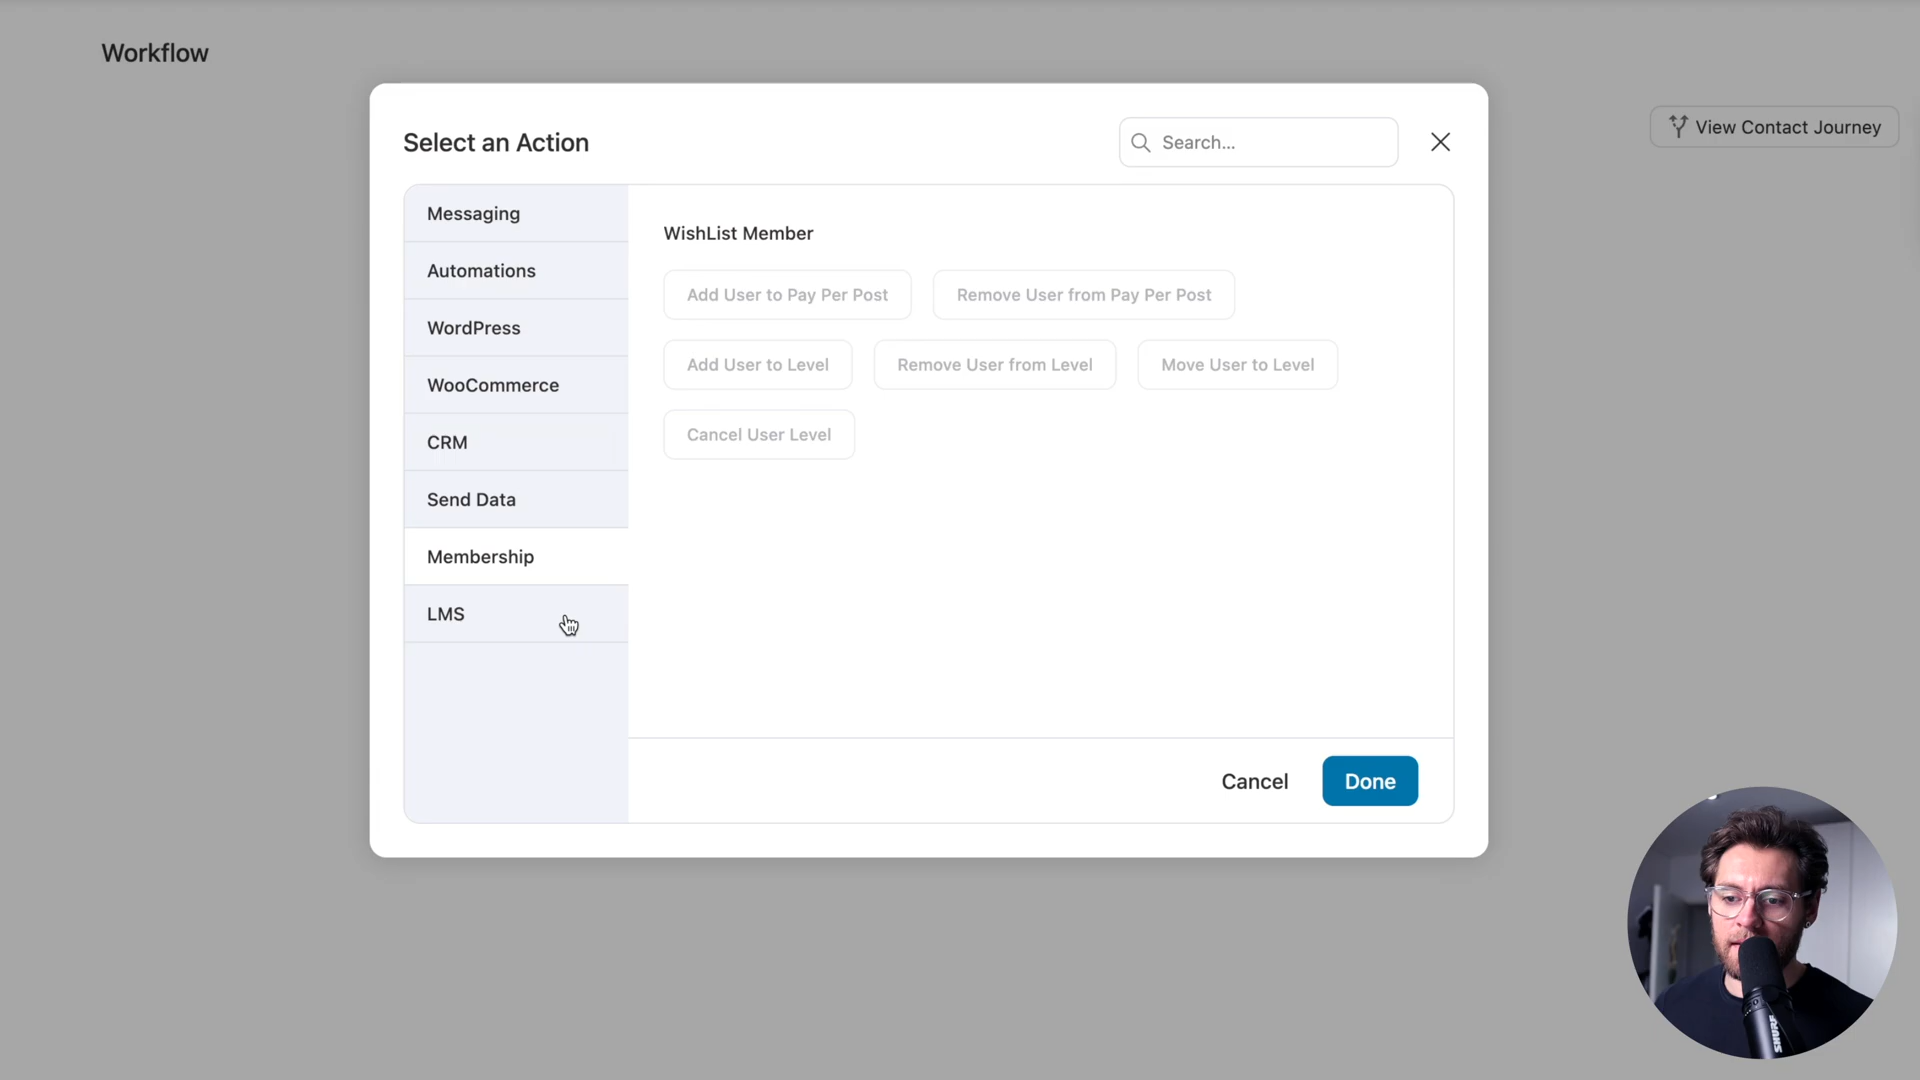 Workflow
View Contact Journey
Select an Action
Search...
Messaging
Automations
WordPress
WooCommerce
CRM
Send Data
Membership
LMS
WishList Member
Add User to Pay Per Post
Remove User from Pay Per Post
Add User to Level
Remove User from Level
Move User to Level
Cancel User Level
Cancel
Done
SHURE